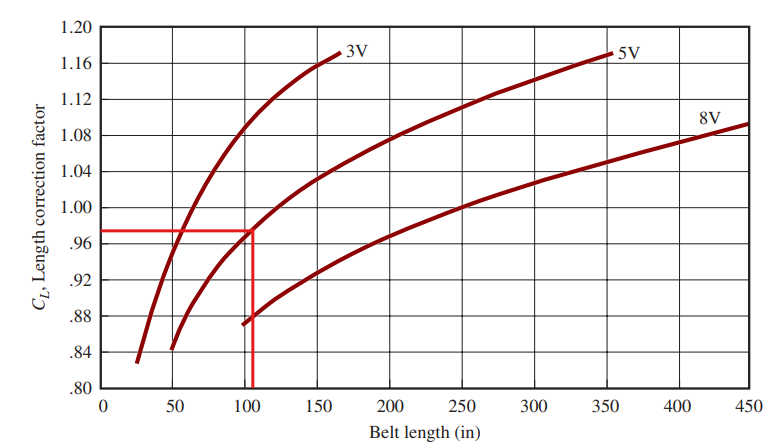 1.20
3V
5V
1.16
1.12
8V
1.08
1.04
1.00
.96
.92
.88
.84
.80
C_L, Length correction factor
0 50 100 150 200 250 300 350 400 450
Belt length (in)